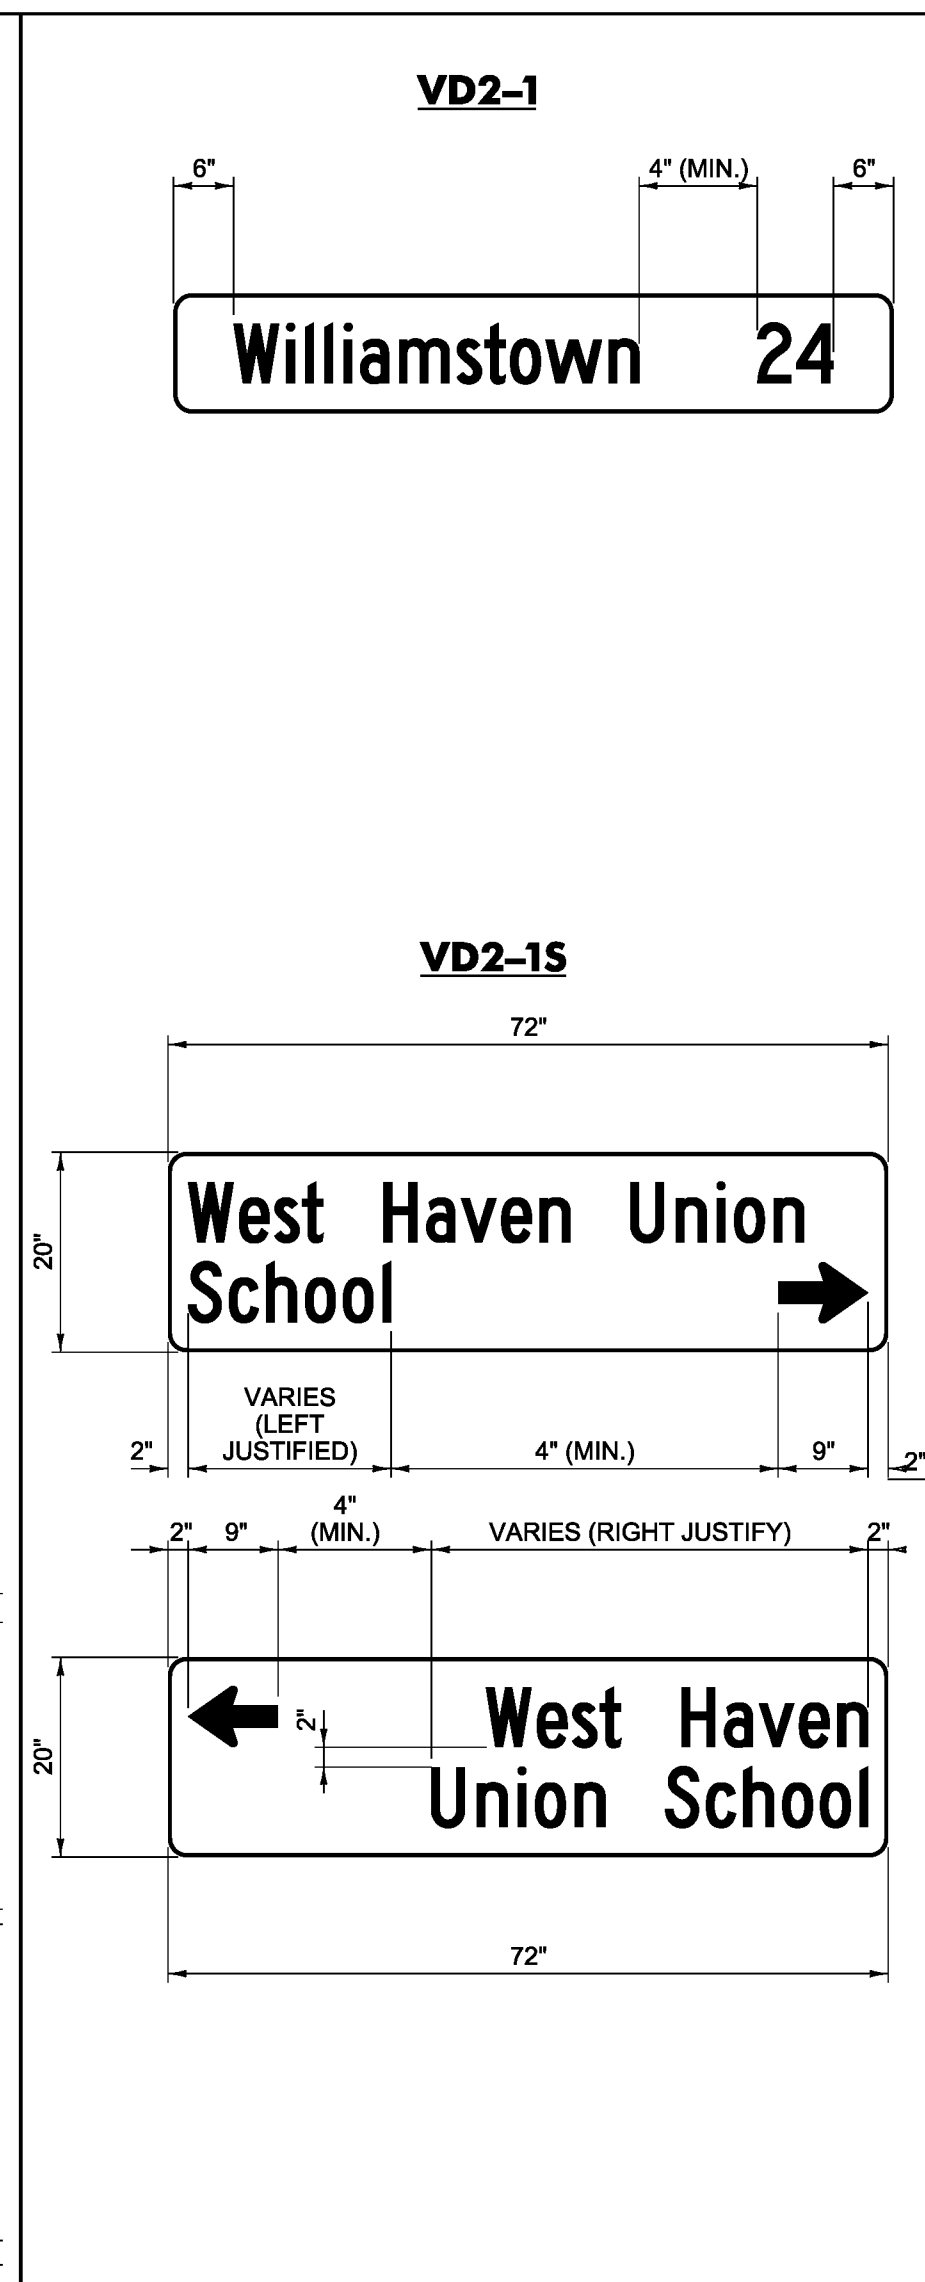 VD2–1
6" 4" (MIN.) 6"
Williamstown 24
VD2–1S
72"
20"
West Haven Union
School
VARIES
(LEFT
JUSTIFIED)
2" 4" (MIN.) 9" 2"
4"
2" 9" (MIN.) VARIES (RIGHT JUSTIFY) 2"
20"
2"
West Haven
Union School
72"